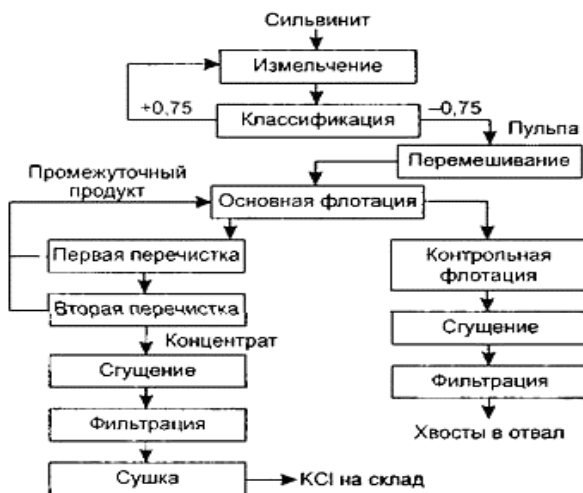 Сильвинит
Измельчение
+0,75
Классификация
–0,75
Пульпа
Перемешивание
Промежуточный
продукт
Основная флотация
Первая перечистка
Контрольная
флотация
Вторая перечистка
Концентрат
Сгущение
Сгущение
Фильтрация
Фильтрация
Хвосты в отвал
Сушка
KCl на склад